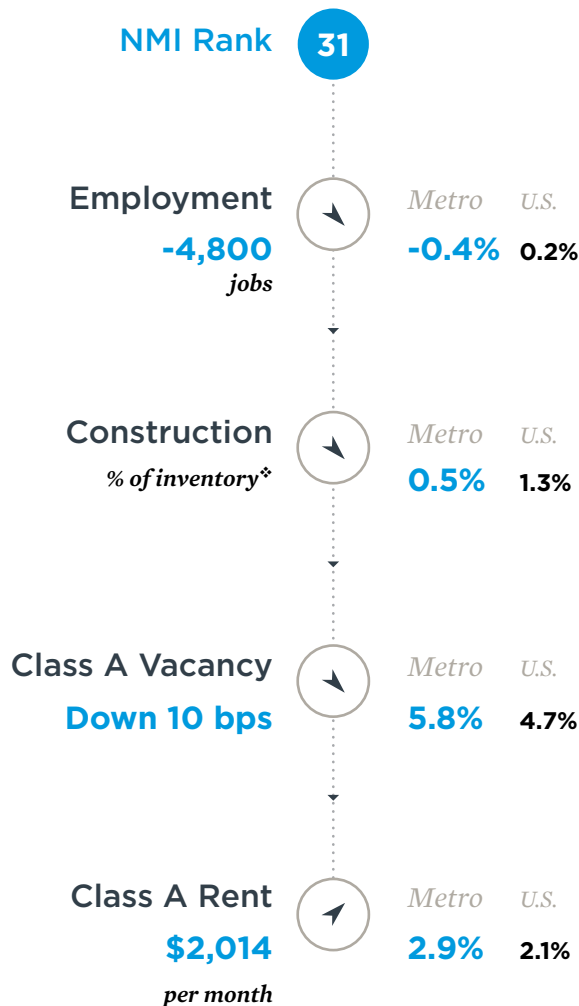 NMI Rank 31
Employment Metro U.S.
-4,800 -0.4% 0.2%
jobs
Construction Metro U.S.
% of inventory❖ 0.5% 1.3%
Class A Vacancy Metro U.S.
Down 10 bps 5.8% 4.7%
Class A Rent Metro U.S.
$2,014 2.9% 2.1%
per month